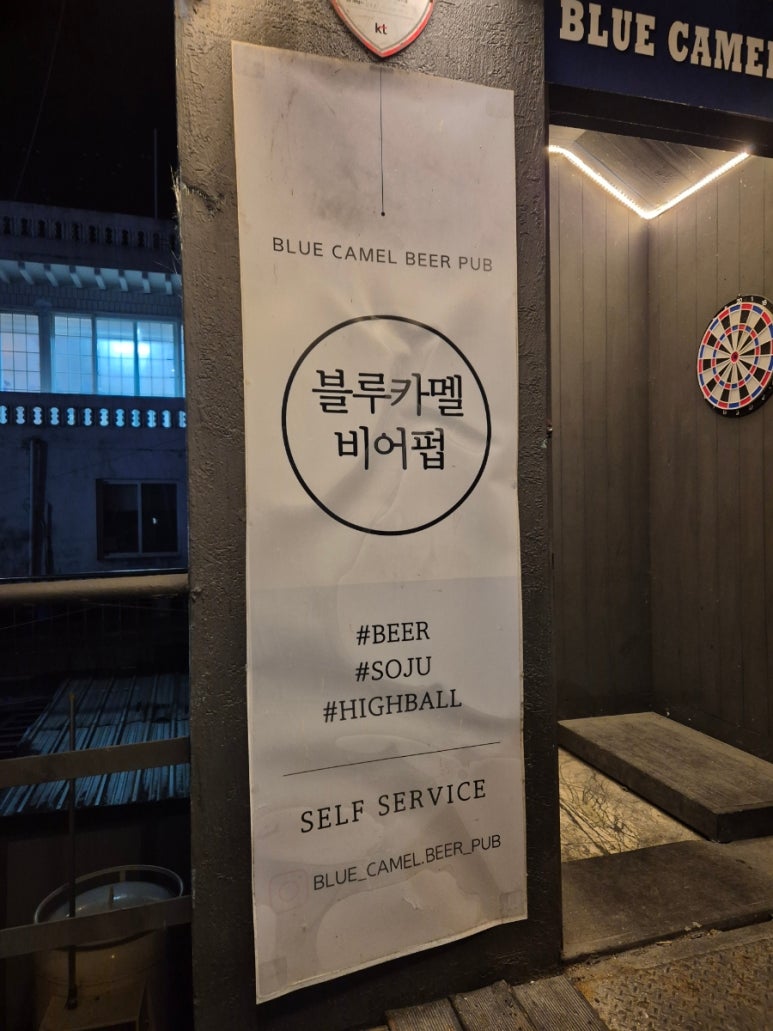 kt
BLUE CAMEL
BLUE CAMEL BEER PUB
블루카멜
비어펍
#BEER
#SOJU
#HIGHBALL
SELF SERVICE
BLUE_CAMEL.BEER_PUB